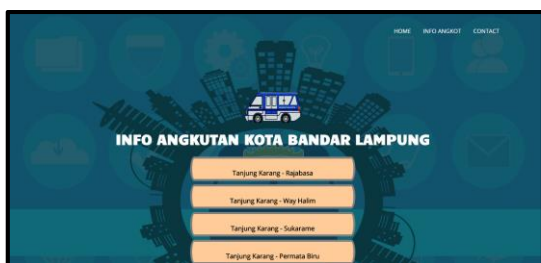 HOME INFO ANGKOT CONTACT
INFO ANGKUTAN KOTA BANDAR LAMPUNG
Tanjung Karang - Rajabasa
Tanjung Karang - Way Halim
Tanjung Karang - Sukarame
Tanjung Karang - Permata Biru